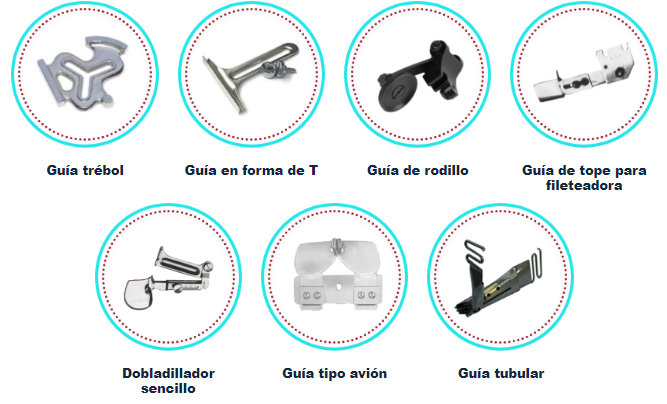 Guía trébol
Guía en forma de T
Guía de rodillo
Guía de tope para
fileteadora
Dobladillador
sencillo
Guía tipo avión
Guía tubular